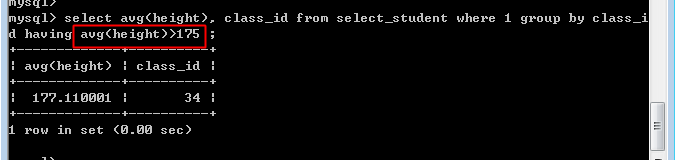 mysql>
mysql> select avg(height), class_id from select_student where 1 group by class_i
d having avg(height)>175 ;
+-------------+----------+
| avg(height) | class_id |
+-------------+----------+
| 177.110001 | 34 |
+-------------+----------+
1 row in set (0.00 sec)
mysql>